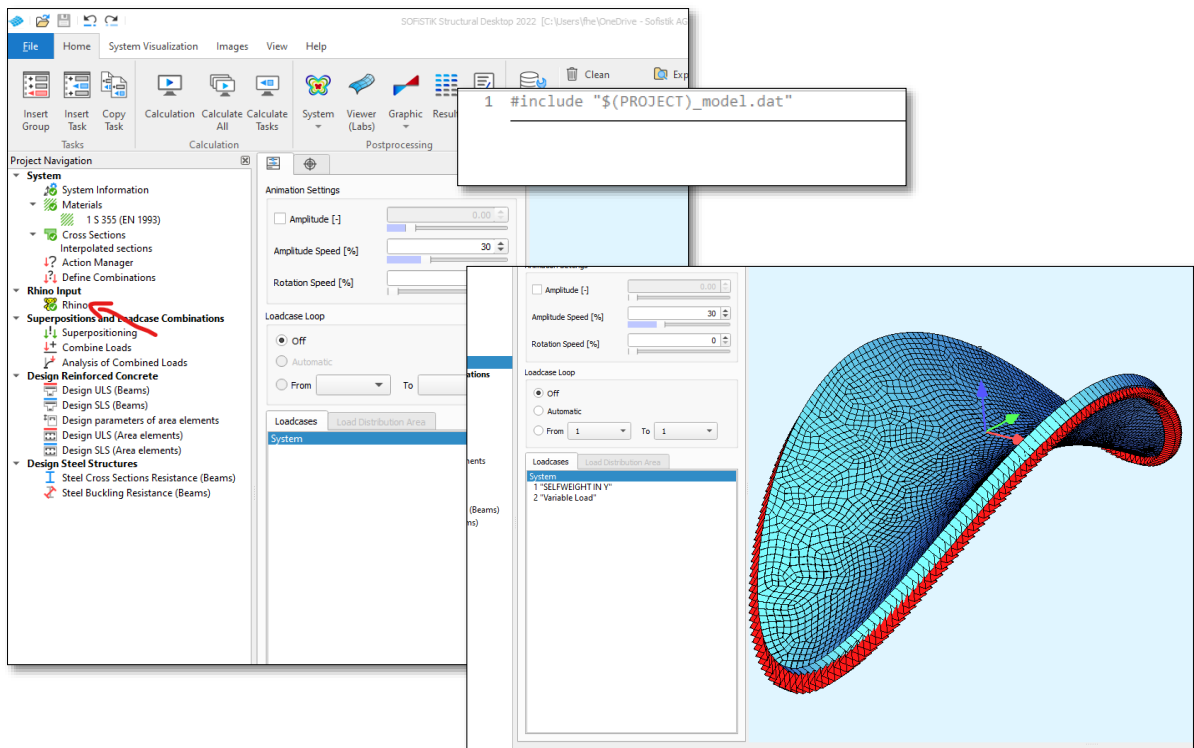 SOFiSTiK Structural Desktop 2022 [C:\Users\fhe\OneDrive - Sofistik AG
File Home System Visualization Images View Help
Clean
Insert Group
Insert Task
Copy Task
Calculation
Calculate All
Calculate Tasks
System
Viewer (Labs)
Graphic
Tasks Calculation Postprocessing
1 #include "$(PROJECT)_model.dat"
Project Navigation
System
System Information
Materials
1 S 355 (EN 1993)
Cross Sections
Interpolated sections
Action Manager
Define Combinations
Rhino Input
Rhino
Superpositions and Loadcase Combinations
Superpositioning
Combine Loads
Analysis of Combined Loads
Design Reinforced Concrete
Design ULS (Beams)
Design SLS (Beams)
Design parameters of area elements
Design ULS (Area elements)
Design SLS (Area elements)
Design Steel Structures
Steel Cross Sections Resistance (Beams)
Steel Buckling Resistance (Beams)
Animation Settings
Amplitude [-] 0.00
Amplitude Speed [%] 30
Rotation Speed [%]
Loadcase Loop
Off
Automatic
From To
Loadcases Load Distribution Area
System
(Beams)
Amplitude [-] 0.00
Amplitude Speed [%] 30
Rotation Speed [%] 0
Loadcase Loop
Off
Automatic
From 1 To 1
Loadcases Load Distribution Area
System
1 "SELFWEIGHT IN Y"
2 "Variable Load"